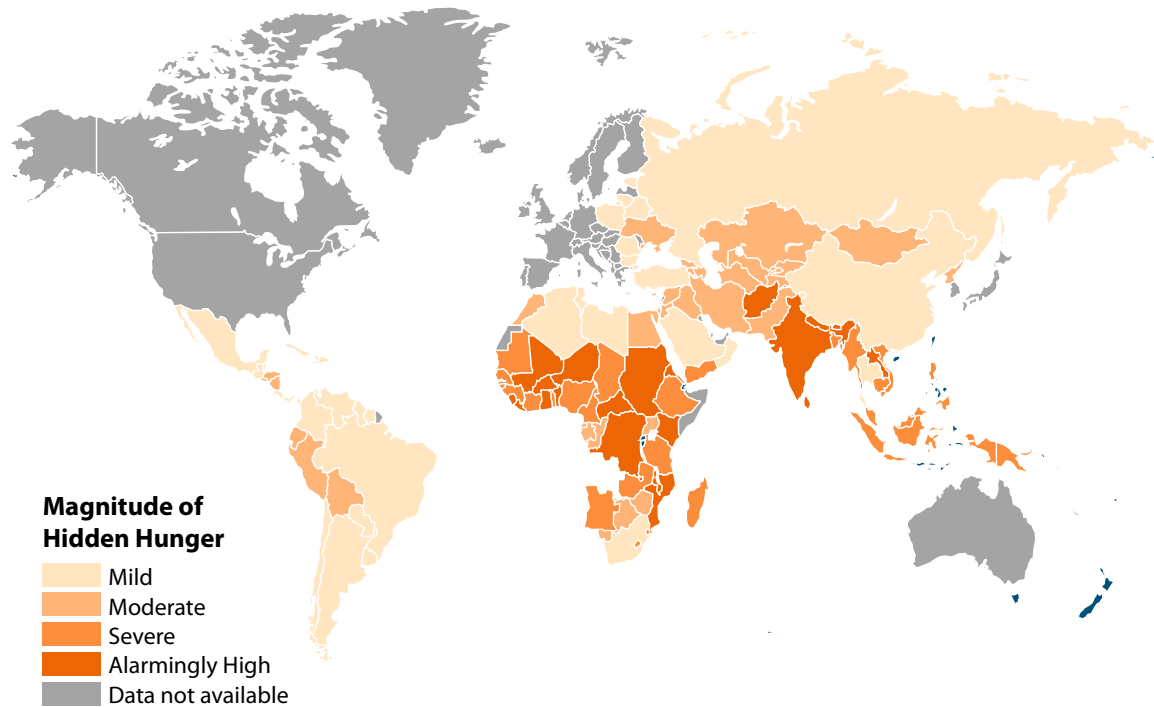 Magnitude of
Hidden Hunger
Mild
Moderate
Severe
Alarmingly High
Data not available